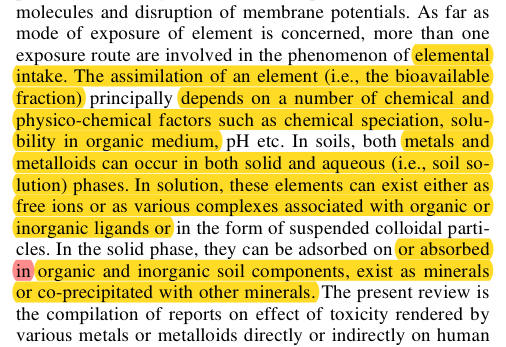 molecules and disruption of membrane potentials. As far as
mode of exposure of element is concerned, more than one
exposure route are involved in the phenomenon of elemental
intake. The assimilation of an element (i.e., the bioavailable
fraction) principally depends on a number of chemical and
physico-chemical factors such as chemical speciation, solu-
bility in organic medium, pH etc. In soils, both metals and
metalloids can occur in both solid and aqueous (i.e., soil so-
lution) phases. In solution, these elements can exist either as
free ions or as various complexes associated with organic or
inorganic ligands or in the form of suspended colloidal parti-
cles. In the solid phase, they can be adsorbed on or absorbed
in organic and inorganic soil components, exist as minerals
or co-precipitated with other minerals. The present review is
the compilation of reports on effect of toxicity rendered by
various metals or metalloids directly or indirectly on human